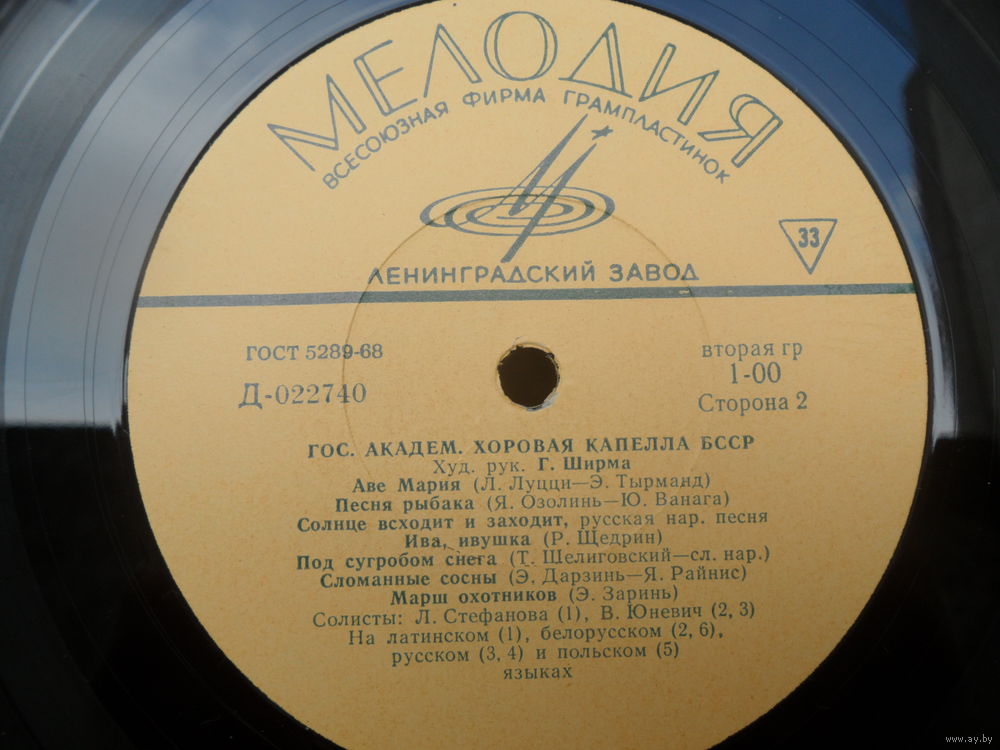 МЕЛОДИЯ
ВСЕСОЮЗНАЯ ФИРМА ГРАМПЛАСТИНОК
33
ЛЕНИНГРАДСКИЙ ЗАВОД
ГОСТ 5289-68
Д-022740
вторая гр
1-00
Сторона 2
ГОС. АКАДЕМ. ХОРОВАЯ КАПЕЛЛА БССР
Худ. рук. Г. Ширма
Аве Мария (Л. Луцци—Э. Тырманд)
Песня рыбака (Я. Озолинь—Ю. Ванага)
Солнце всходит и заходит, русская нар. песня
Ива, ивушка (Р. Щедрин)
Под сугробом снега (Т. Шелиговский—сл. нар.)
Сломанные сосны (Э. Дарзинь—Я. Райнис)
Марш охотников (Э. Заринь)
Солисты: Л. Стефанова (1), В. Юневич (2, 3)
На латинском (1), белорусском (2, 6),
русском (3, 4) и польском (5)
языках
www.ay.by